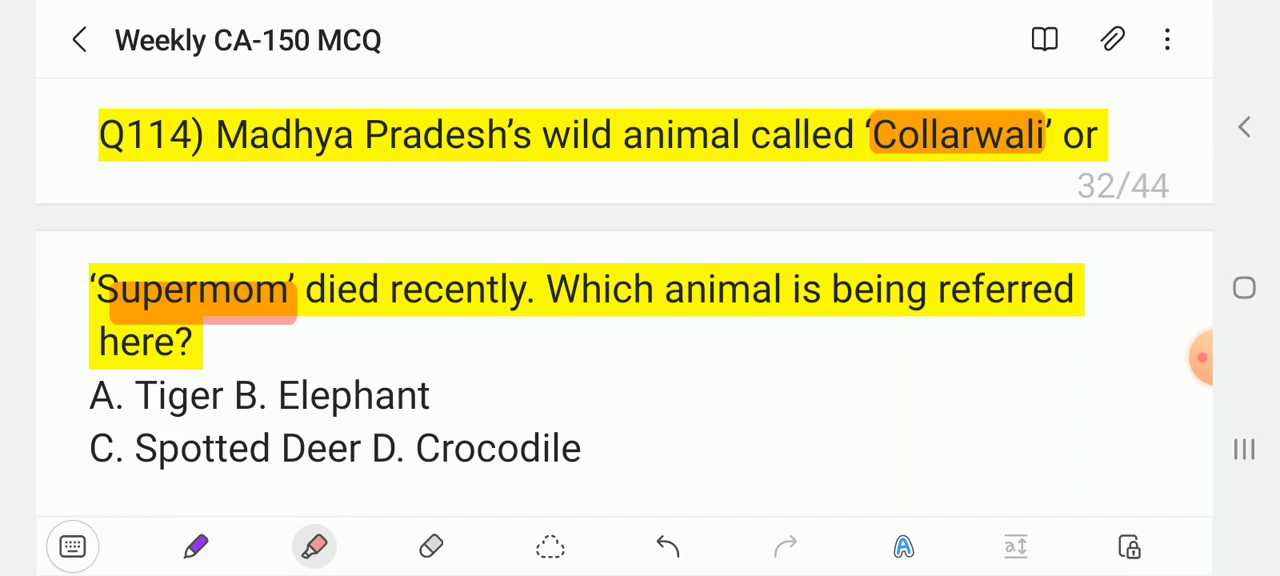 Weekly CA-150 MCQ
Q114) Madhya Pradesh’s wild animal called ‘Collarwali’ or
32/44
‘Supermom’ died recently. Which animal is being referred
here?
A. Tiger B. Elephant
C. Spotted Deer D. Crocodile
A
a